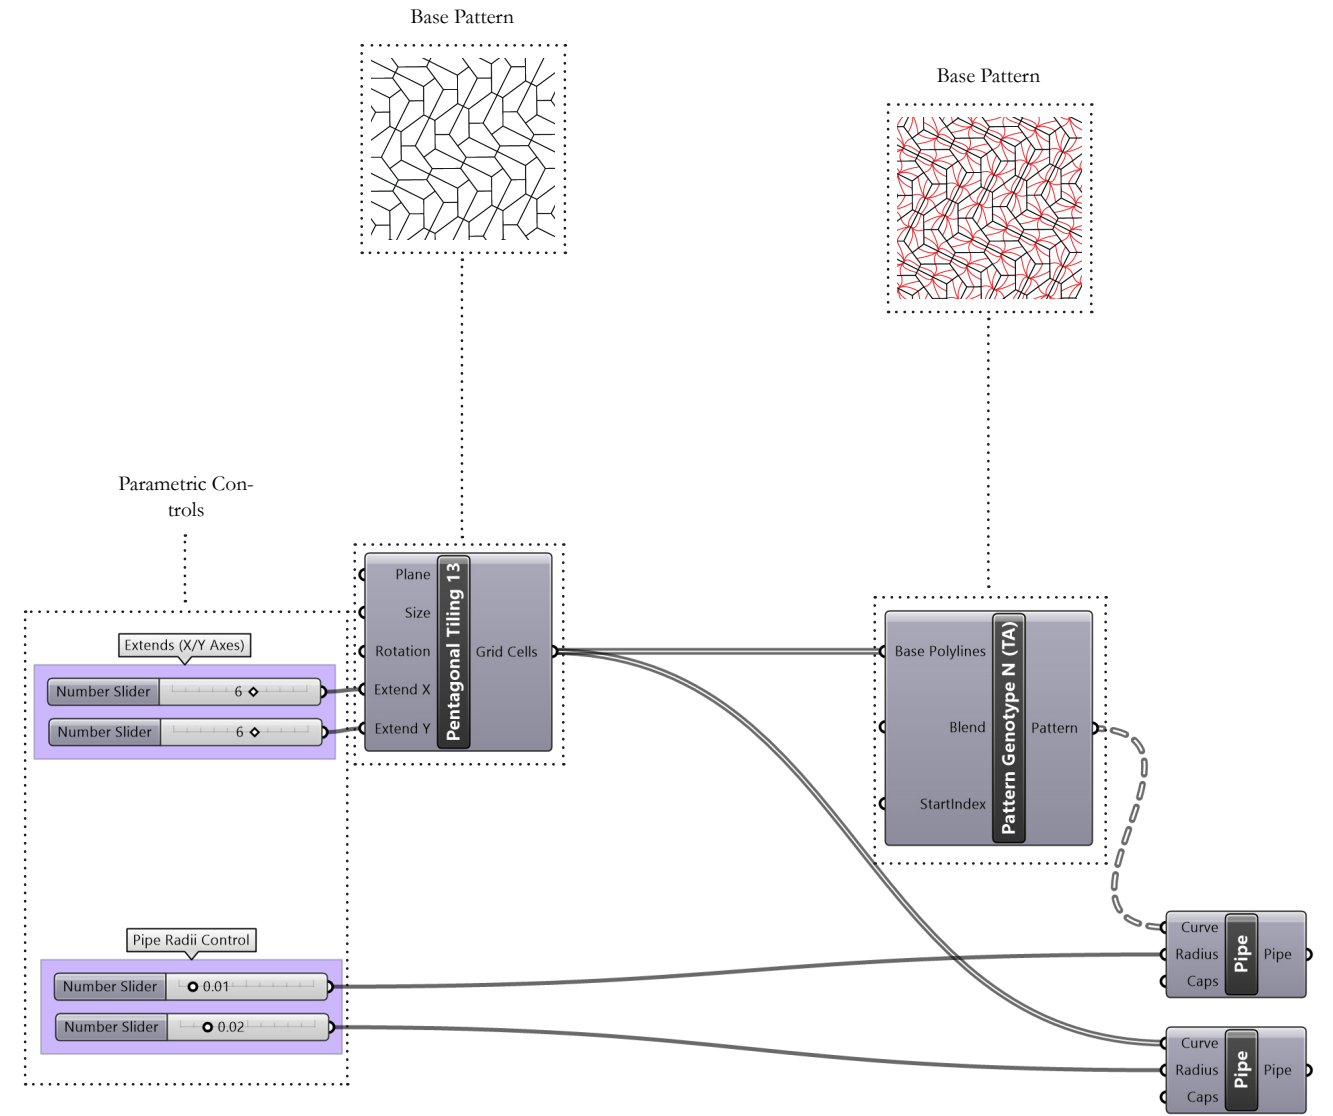 Base Pattern
Base Pattern
Parametric Con-
trols
Extends (X/Y Axes)
Number Slider 6
Number Slider 6
Plane
Size
Rotation
Extend X
Extend Y
Pentagonal Tiling 13
Grid Cells
Base Polylines
Blend
StartIndex
Pattern Genotype N (TA)
Pattern
Pipe Radii Control
Number Slider 0.01
Number Slider 0.02
Curve
Radius
Caps
Pipe
Pipe
Curve
Radius
Caps
Pipe
Pipe